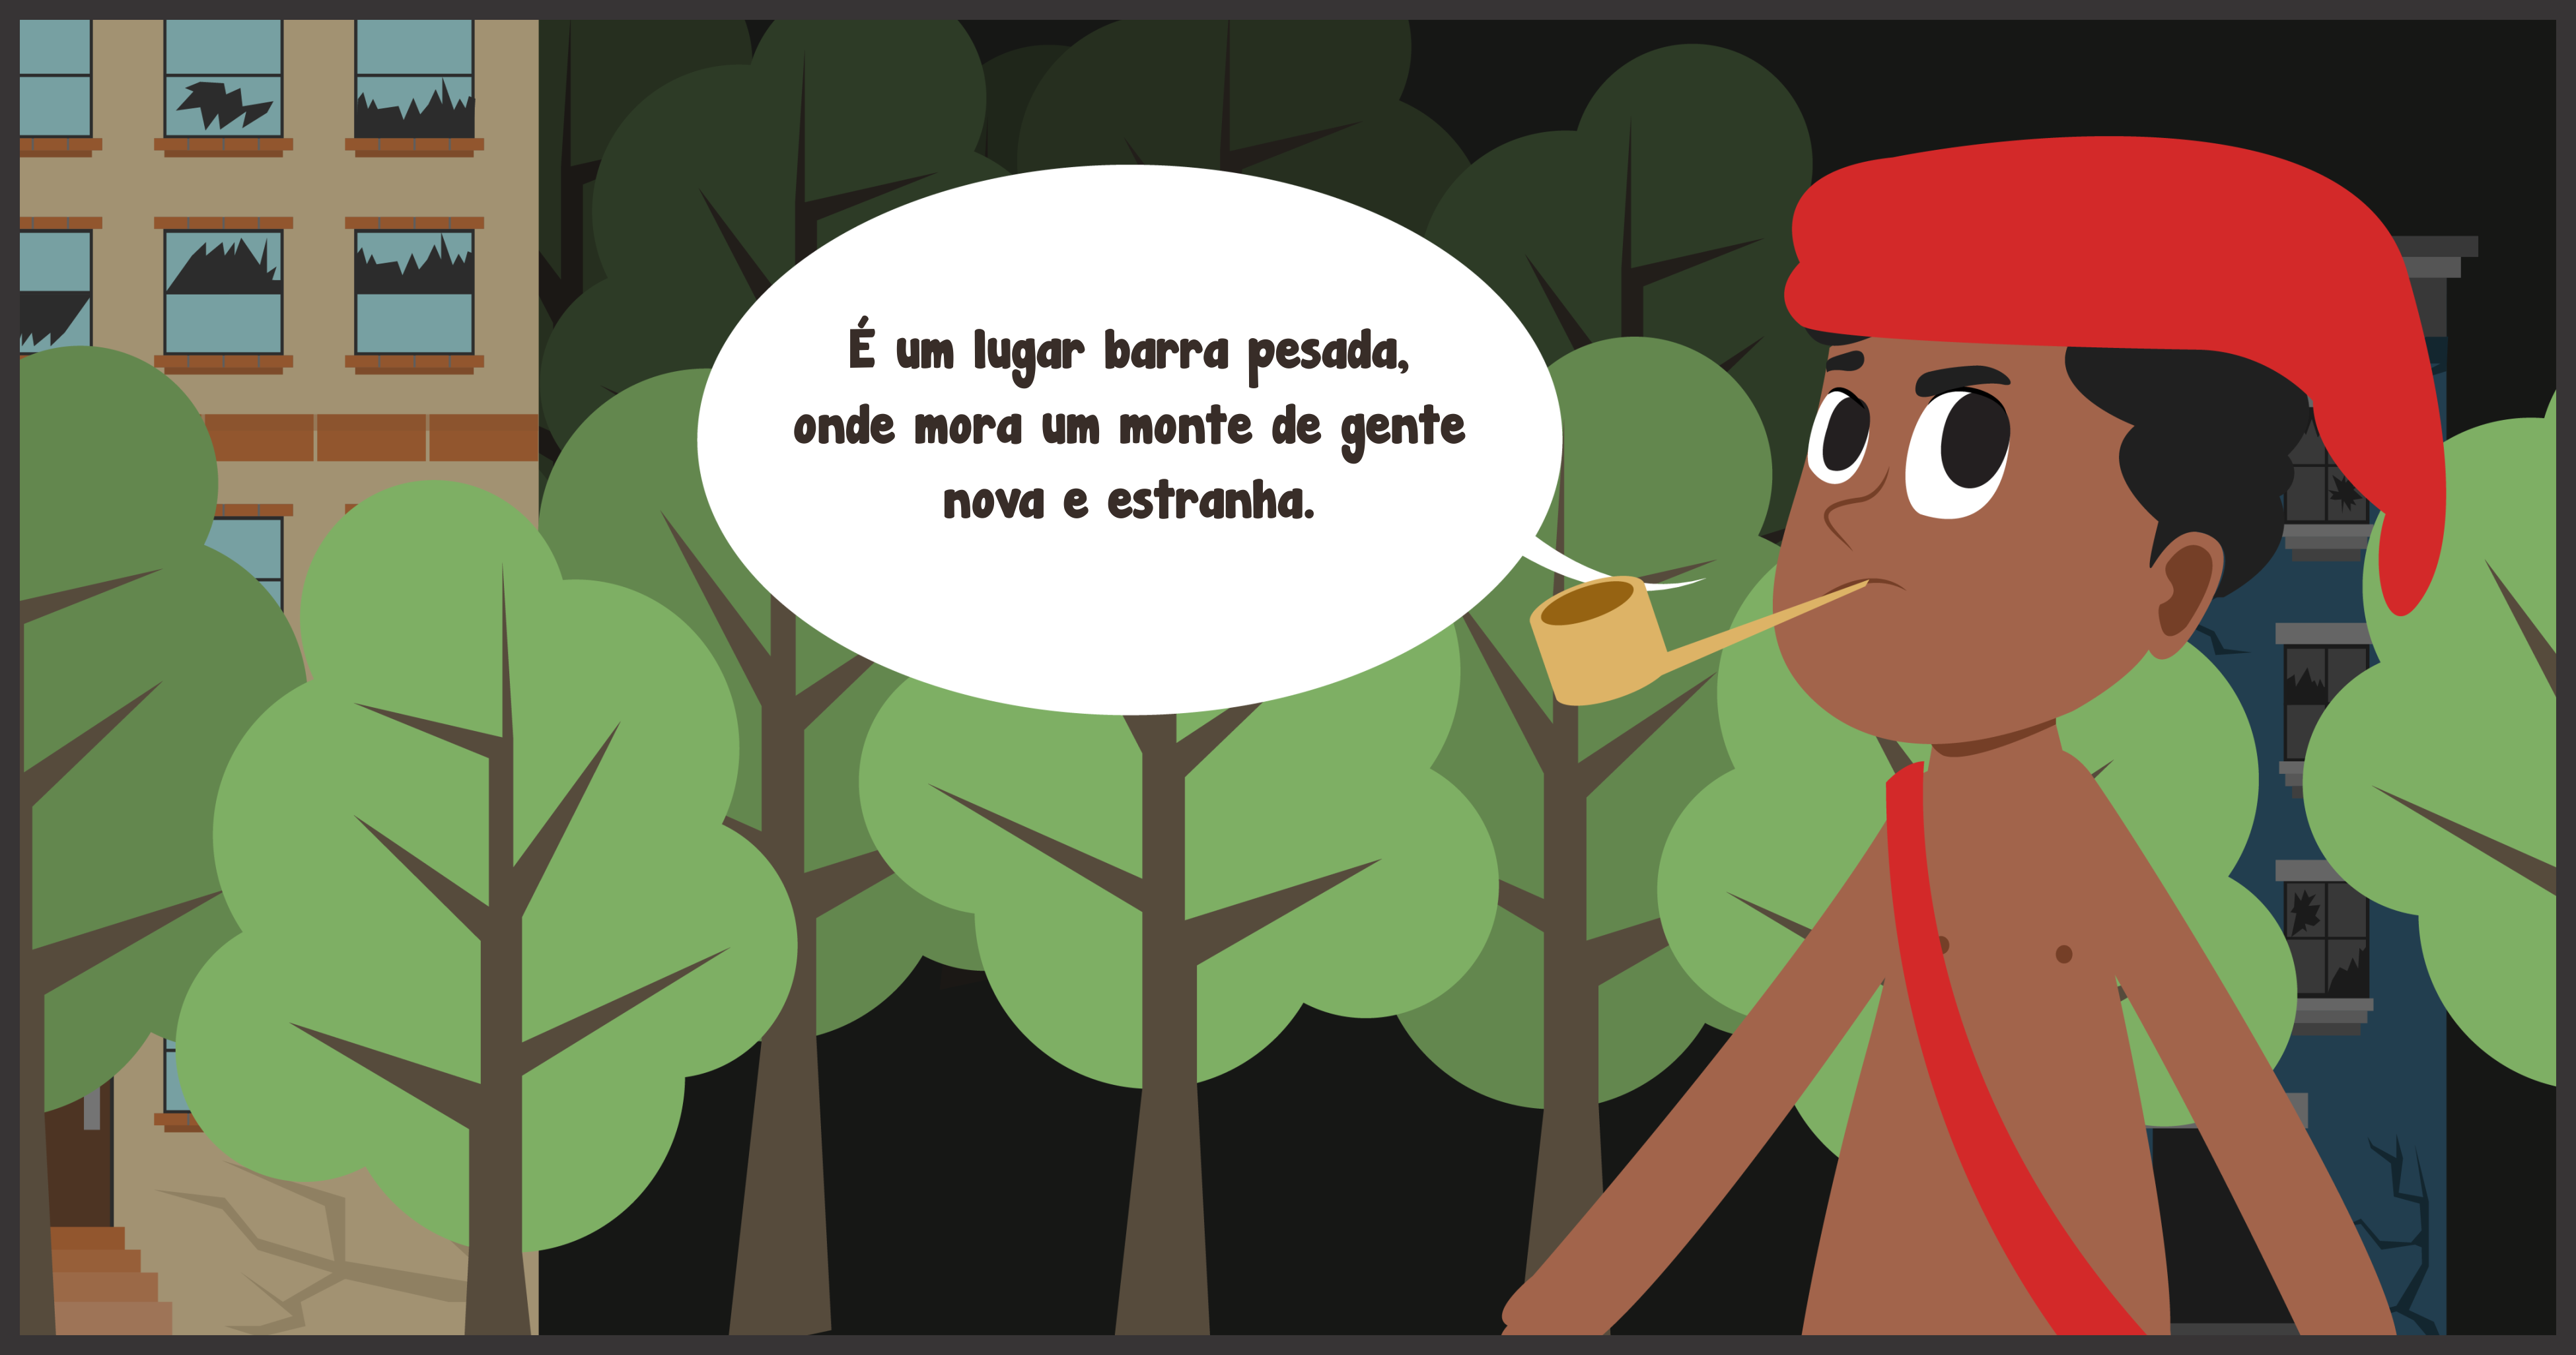 É um lugar barra pesada,
onde mora um monte de gente
nova e estranha.